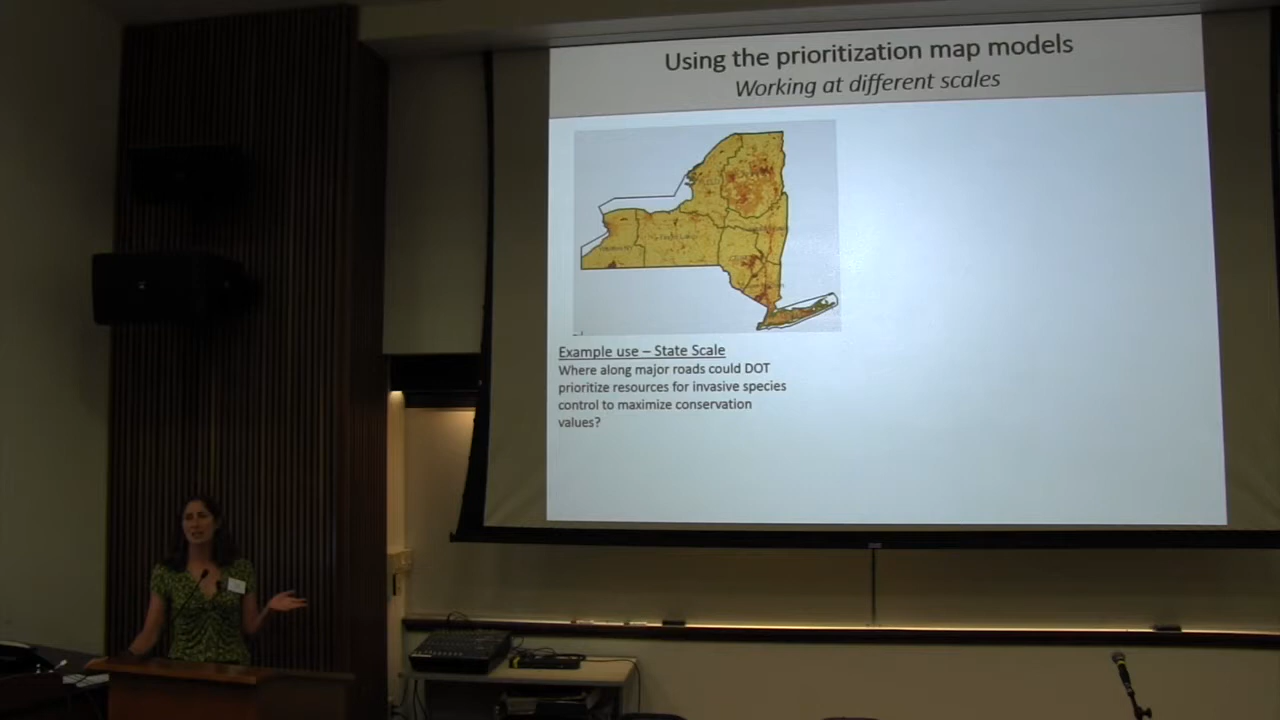 Using the prioritization map models
Working at different scales
Example use – State Scale
Where along major roads could DOT
prioritize resources for invasive species
control to maximize conservation
values?